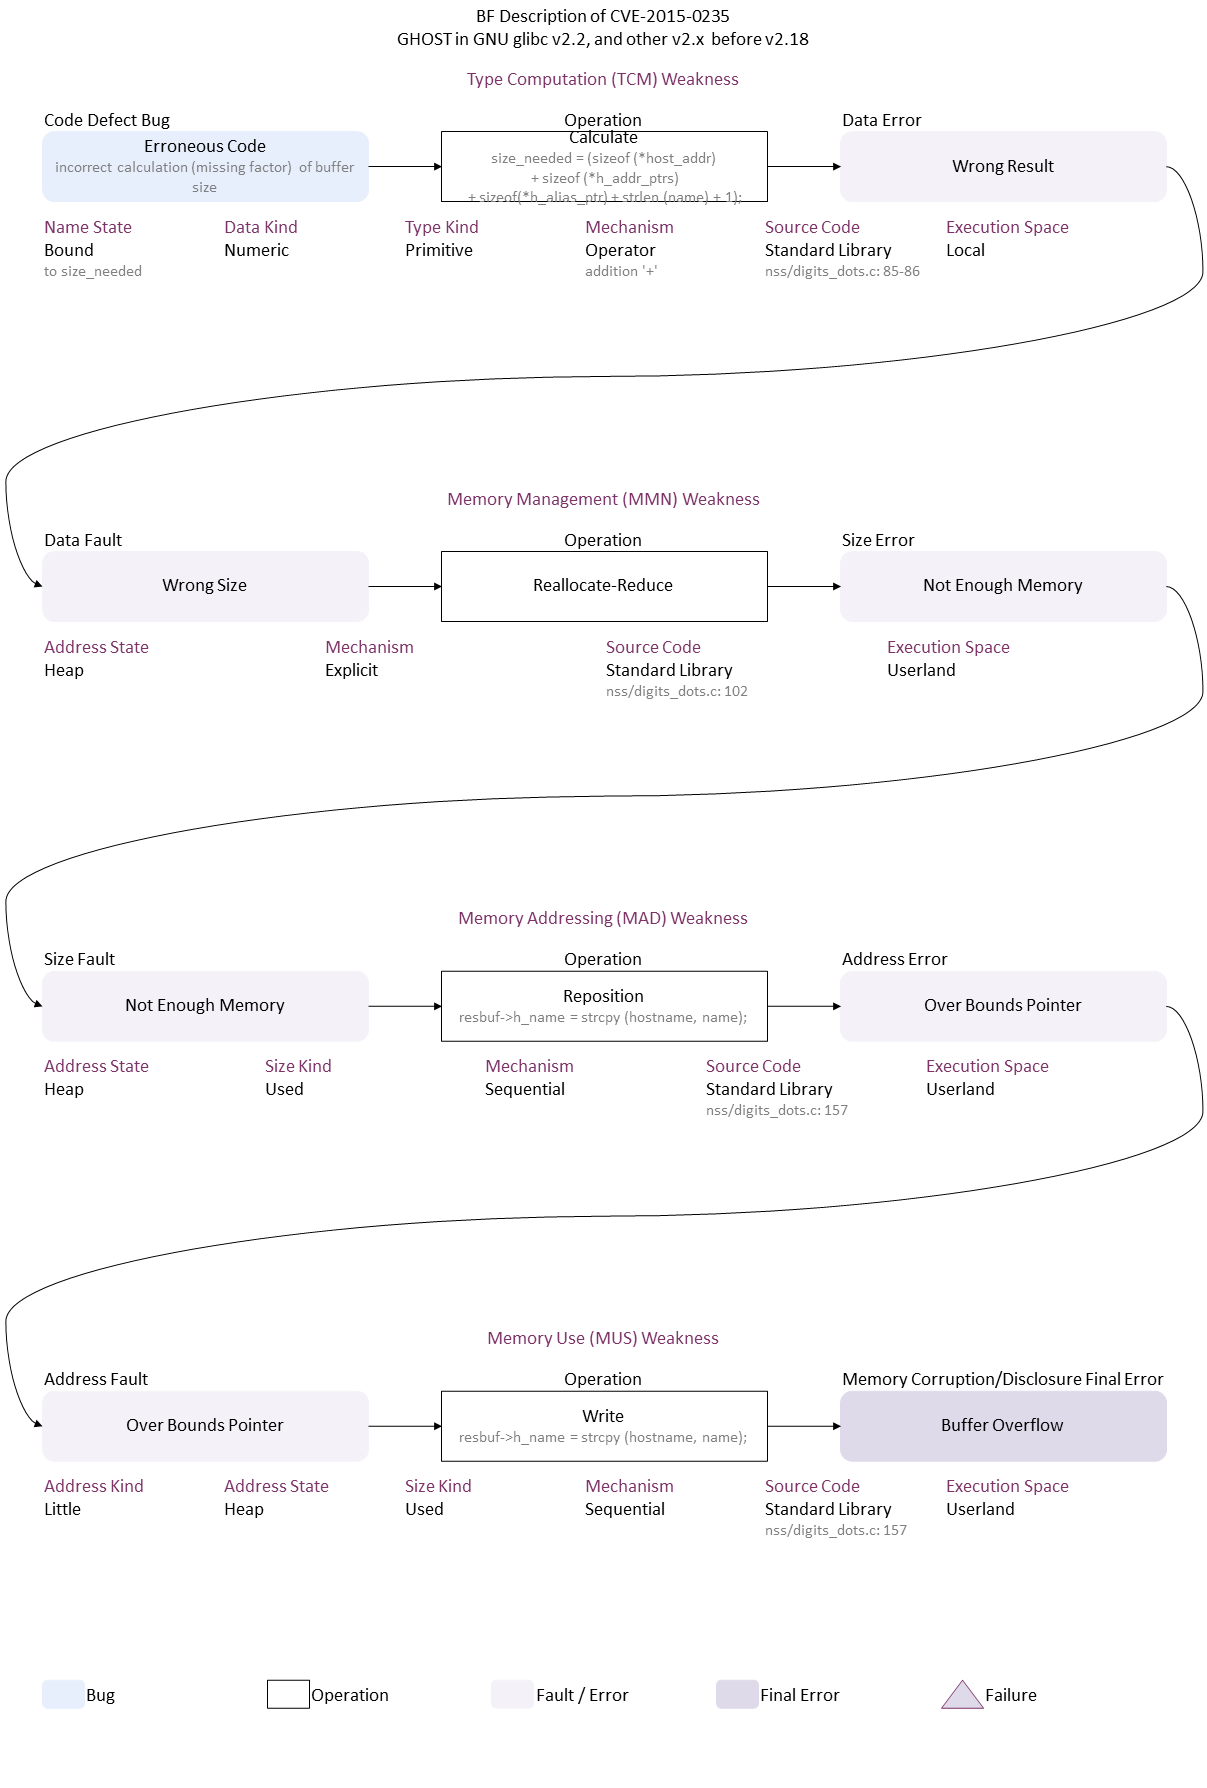 BF Description of CVE-2015-0235
GHOST in GNU glibc v2.2, and other v2.x before v2.18
Type Computation (TCM) Weakness
Code Defect Bug
Operation
Data Error
Erroneous Code
incorrect calculation (missing factor) of buffer
size
Calculate
size_needed = (sizeof (*host_addr)
+ sizeof (*h_addr_ptrs)
+ sizeof(*h_alias_ptr) + strlen (name) + 1);
Wrong Result
Name State
Bound
to size_needed
Data Kind
Numeric
Type Kind
Primitive
Mechanism
Operator
addition '+'
Source Code
Standard Library
nss/digits_dots.c: 85-86
Execution Space
Local
Memory Management (MMN) Weakness
Data Fault
Operation
Size Error
Wrong Size
Reallocate-Reduce
Not Enough Memory
Address State
Heap
Mechanism
Explicit
Source Code
Standard Library
nss/digits_dots.c: 102
Execution Space
Userland
Memory Addressing (MAD) Weakness
Size Fault
Operation
Address Error
Not Enough Memory
Reposition
resbuf->h_name = strcpy (hostname, name);
Over Bounds Pointer
Address State
Heap
Size Kind
Used
Mechanism
Sequential
Source Code
Standard Library
nss/digits_dots.c: 157
Execution Space
Userland
Memory Use (MUS) Weakness
Address Fault
Operation
Memory Corruption/Disclosure Final Error
Over Bounds Pointer
Write
resbuf->h_name = strcpy (hostname, name);
Buffer Overflow
Address Kind
Little
Address State
Heap
Size Kind
Used
Mechanism
Sequential
Source Code
Standard Library
nss/digits_dots.c: 157
Execution Space
Userland
Bug
Operation
Fault / Error
Final Error
Failure